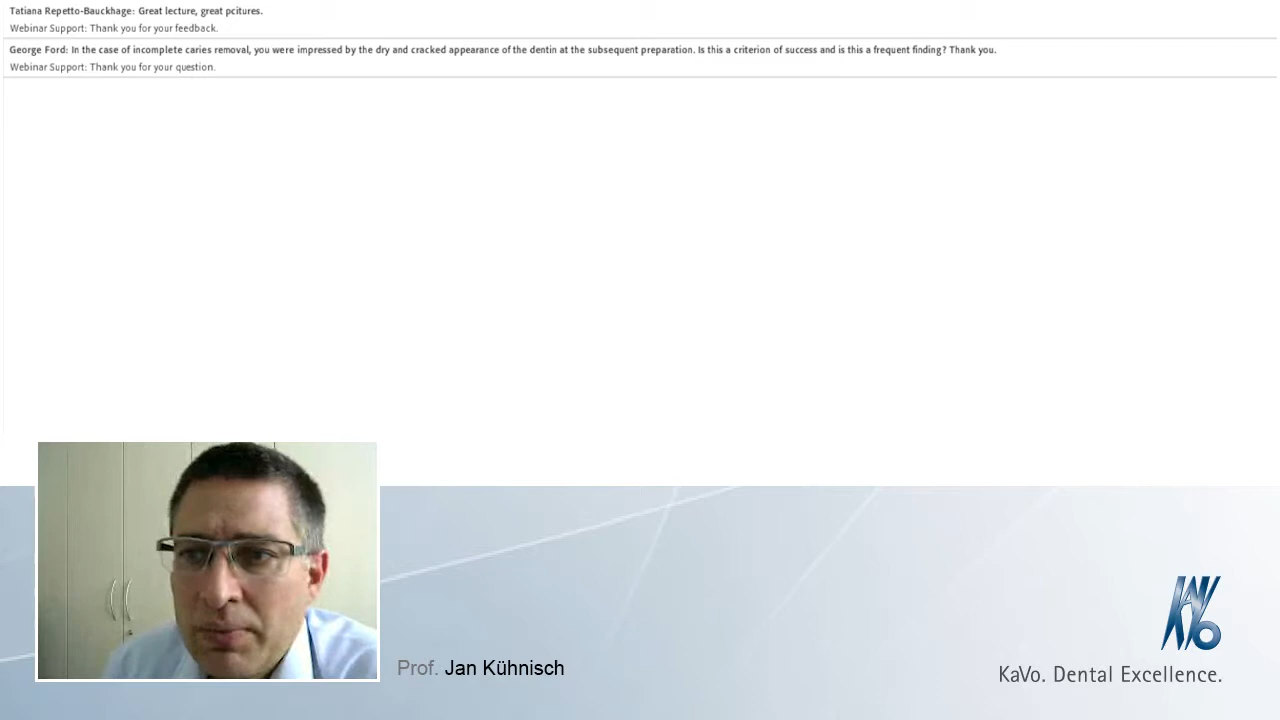 Tatiana Repetto-Bauckhage: Great lecture, great pcitures.
Webinar Support: Thank you for your feedback.
George Ford: In the case of incomplete caries removal, you were impressed by the dry and cracked appearance of the dentin at the subsequent preparation. Is this a criterion of success and is this a frequent finding? Thank you.
Webinar Support: Thank you for your question.
Prof. Jan Kühnisch
KAVO
KaVo. Dental Excellence.